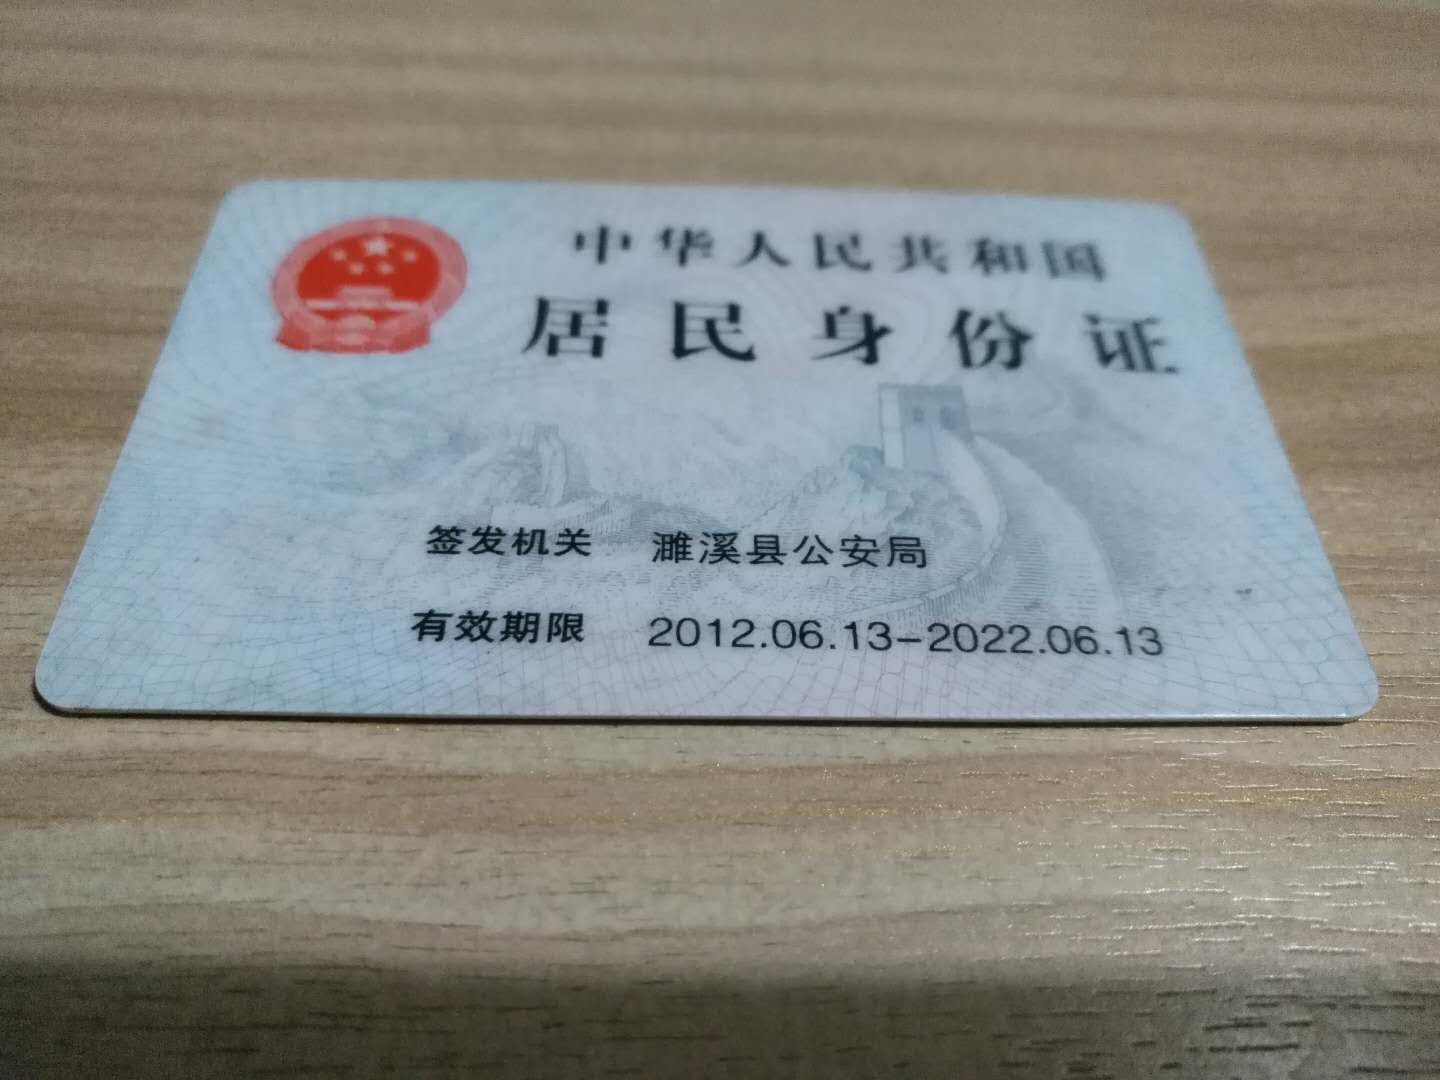 中华人民共和国
居民身份证
签发机关 濉溪县公安局
有效期限 2012.06.13-2022.06.13